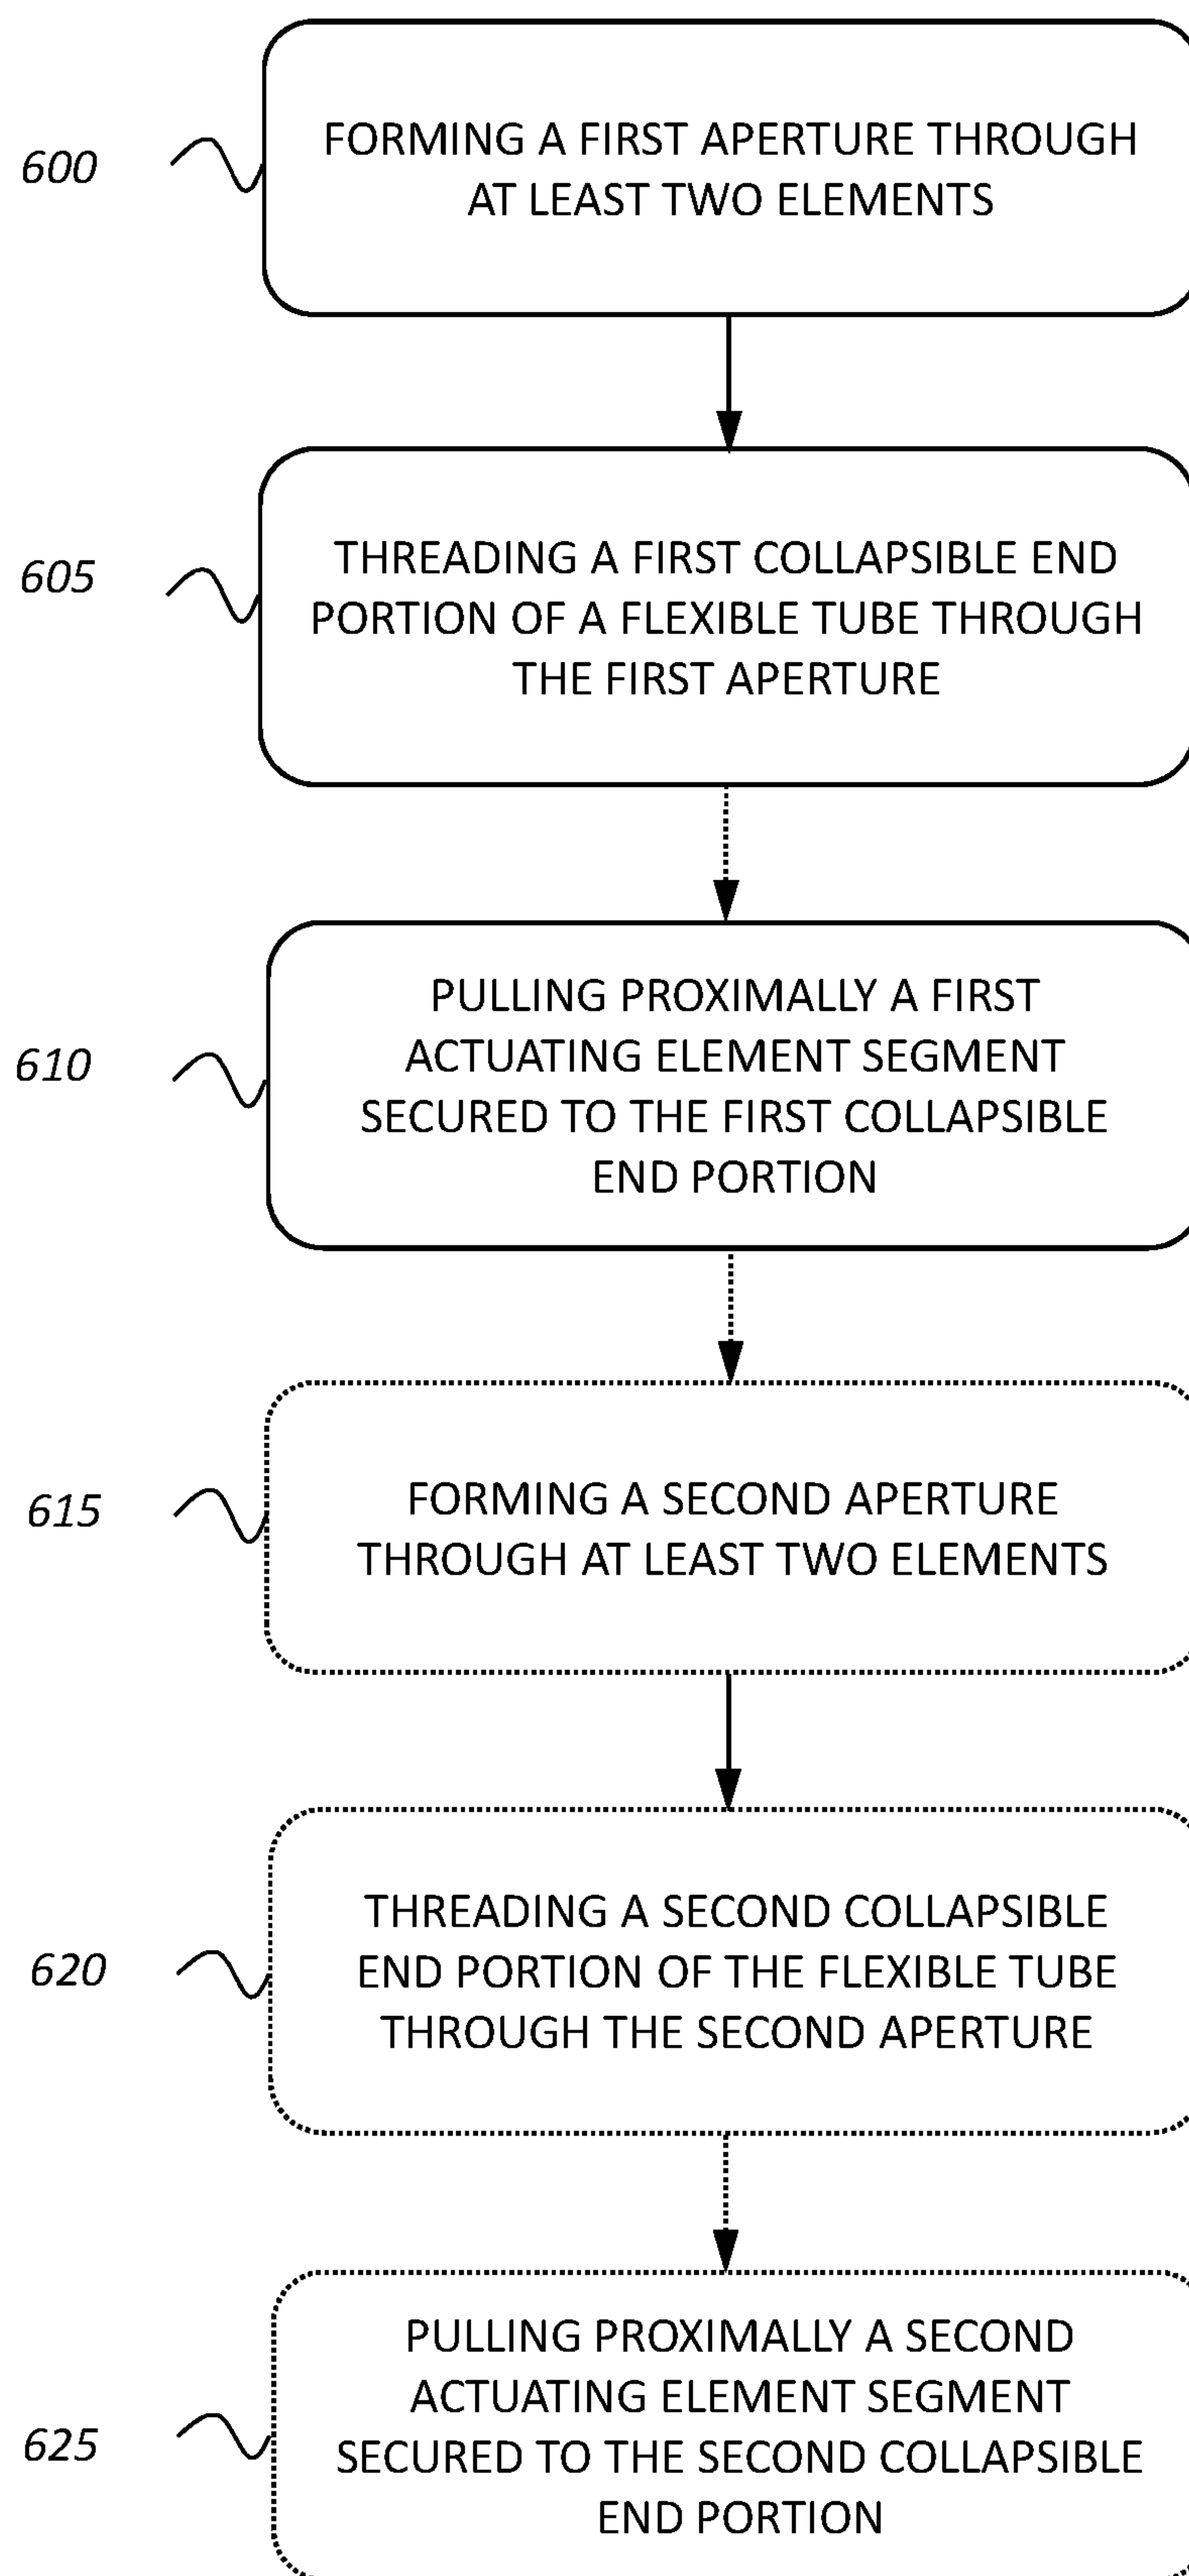 600
FORMING A FIRST APERTURE THROUGH
AT LEAST TWO ELEMENTS
605
THREADING A FIRST COLLAPSIBLE END
PORTION OF A FLEXIBLE TUBE THROUGH
THE FIRST APERTURE
610
PULLING PROXIMALLY A FIRST
ACTUATING ELEMENT SEGMENT
SECURED TO THE FIRST COLLAPSIBLE
END PORTION
615
FORMING A SECOND APERTURE
THROUGH AT LEAST TWO ELEMENTS
620
THREADING A SECOND COLLAPSIBLE
END PORTION OF THE FLEXIBLE TUBE
THROUGH THE SECOND APERTURE
625
PULLING PROXIMALLY A SECOND
ACTUATING ELEMENT SEGMENT
SECURED TO THE SECOND COLLAPSIBLE
END PORTION